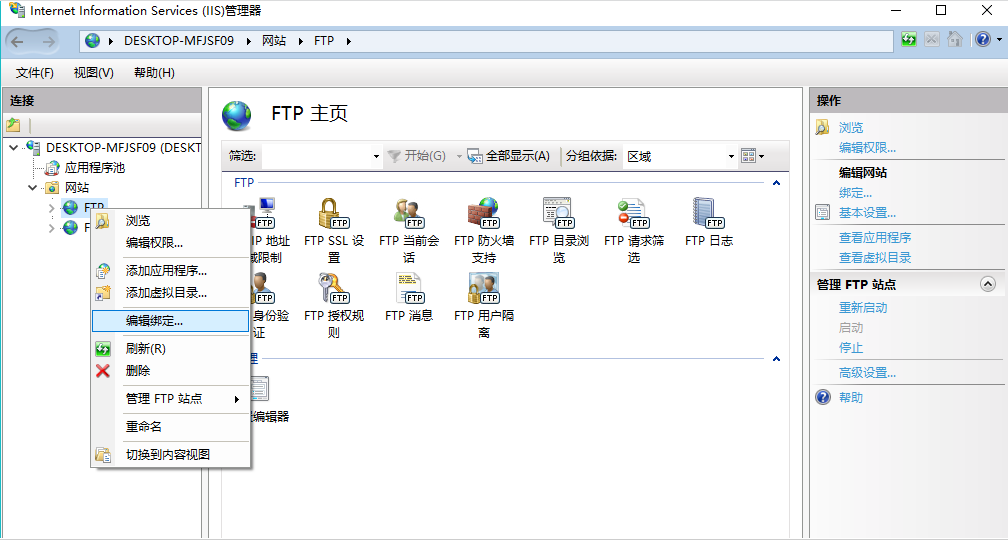 Internet Information Services (IIS)管理器
DESKTOP-MFJSF09 网站 FTP
文件(F) 视图(V) 帮助(H)
连接
DESKTOP-MFJSF09 (DESKT
应用程序池
网站
FTP
F
浏览
编辑权限...
添加应用程序...
添加虚拟目录...
编辑绑定...
刷新(R)
删除
管理 FTP 站点
重命名
切换到内容视图
FTP 主页
筛选:
开始(G)
全部显示(A)
分组依据:
区域
FTP
IP 地址
域限制
FTP SSL 设
置
FTP 当前会
话
FTP 防火墙
支持
FTP 目录浏
览
FTP 请求筛
选
FTP 日志
身份验
证
FTP 授权规
则
FTP 消息
FTP 用户隔
离
理
编辑器
操作
浏览
编辑权限...
编辑网站
绑定...
基本设置...
查看应用程序
查看虚拟目录
管理 FTP 站点
重新启动
启动
停止
高级设置...
帮助